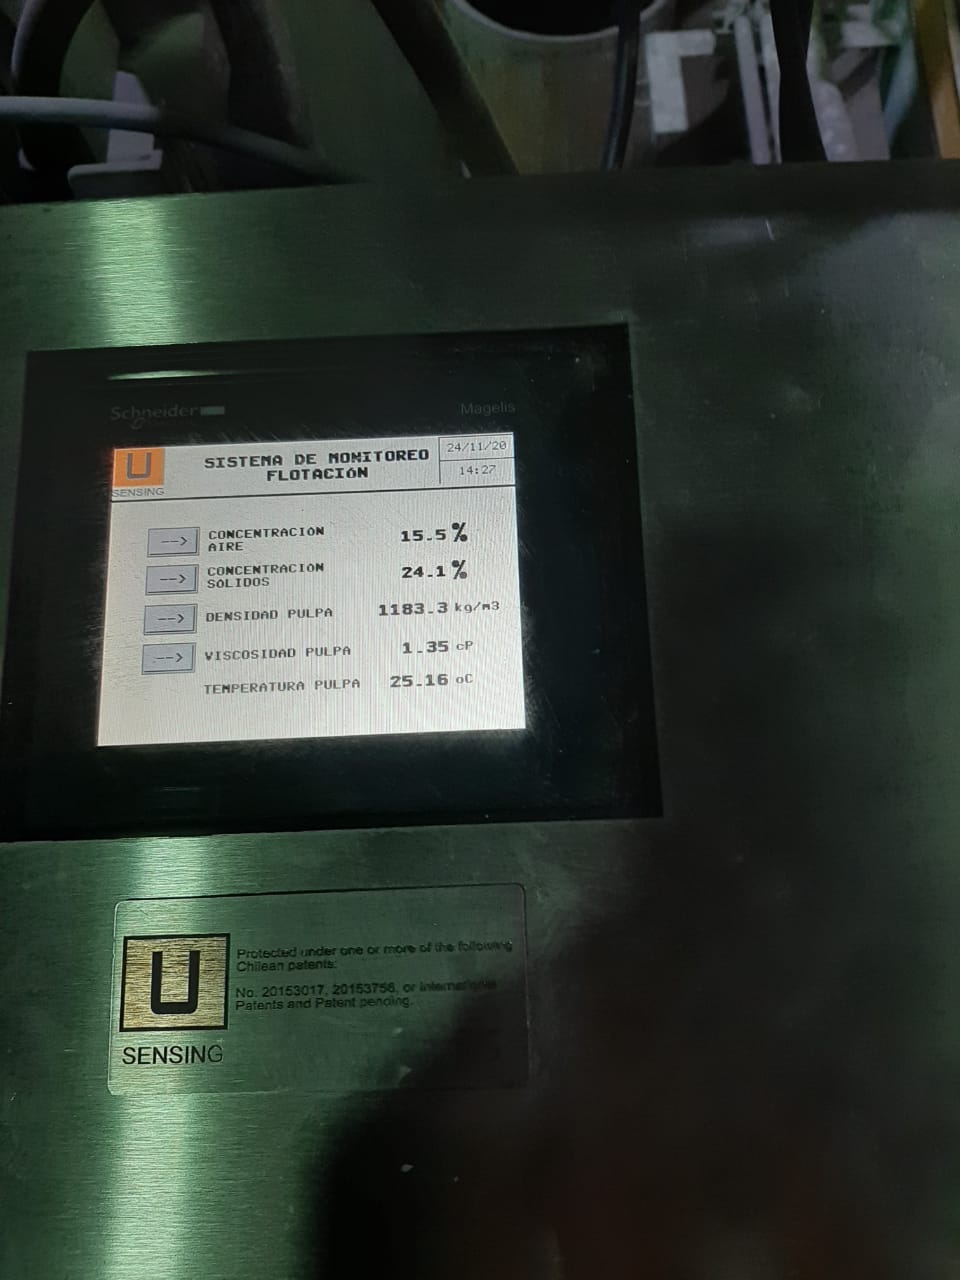 Schneider
Magelis
U
SENSING
SISTEMA DE MONITOREO
FLOTACIÓN
24/11/20
14:27
--> CONCENTRACION
AIRE
15.5 %
--> CONCENTRACION
SOLIDOS
24.1 %
--> DENSIDAD PULPA 1183.3 kg/m3
--> VISCOSIDAD PULPA 1.35 cP
TEMPERATURA PULPA 25.16 oC
U
SENSING
Protected under one or more of the following
Chilean patents:
No. 20153017, 20153756, or International
Patents and Patent pending.